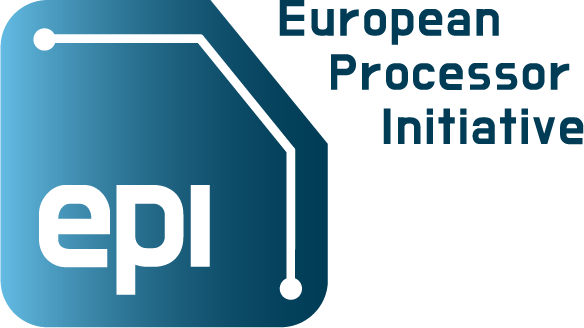 European
Processor
Initiative
epi